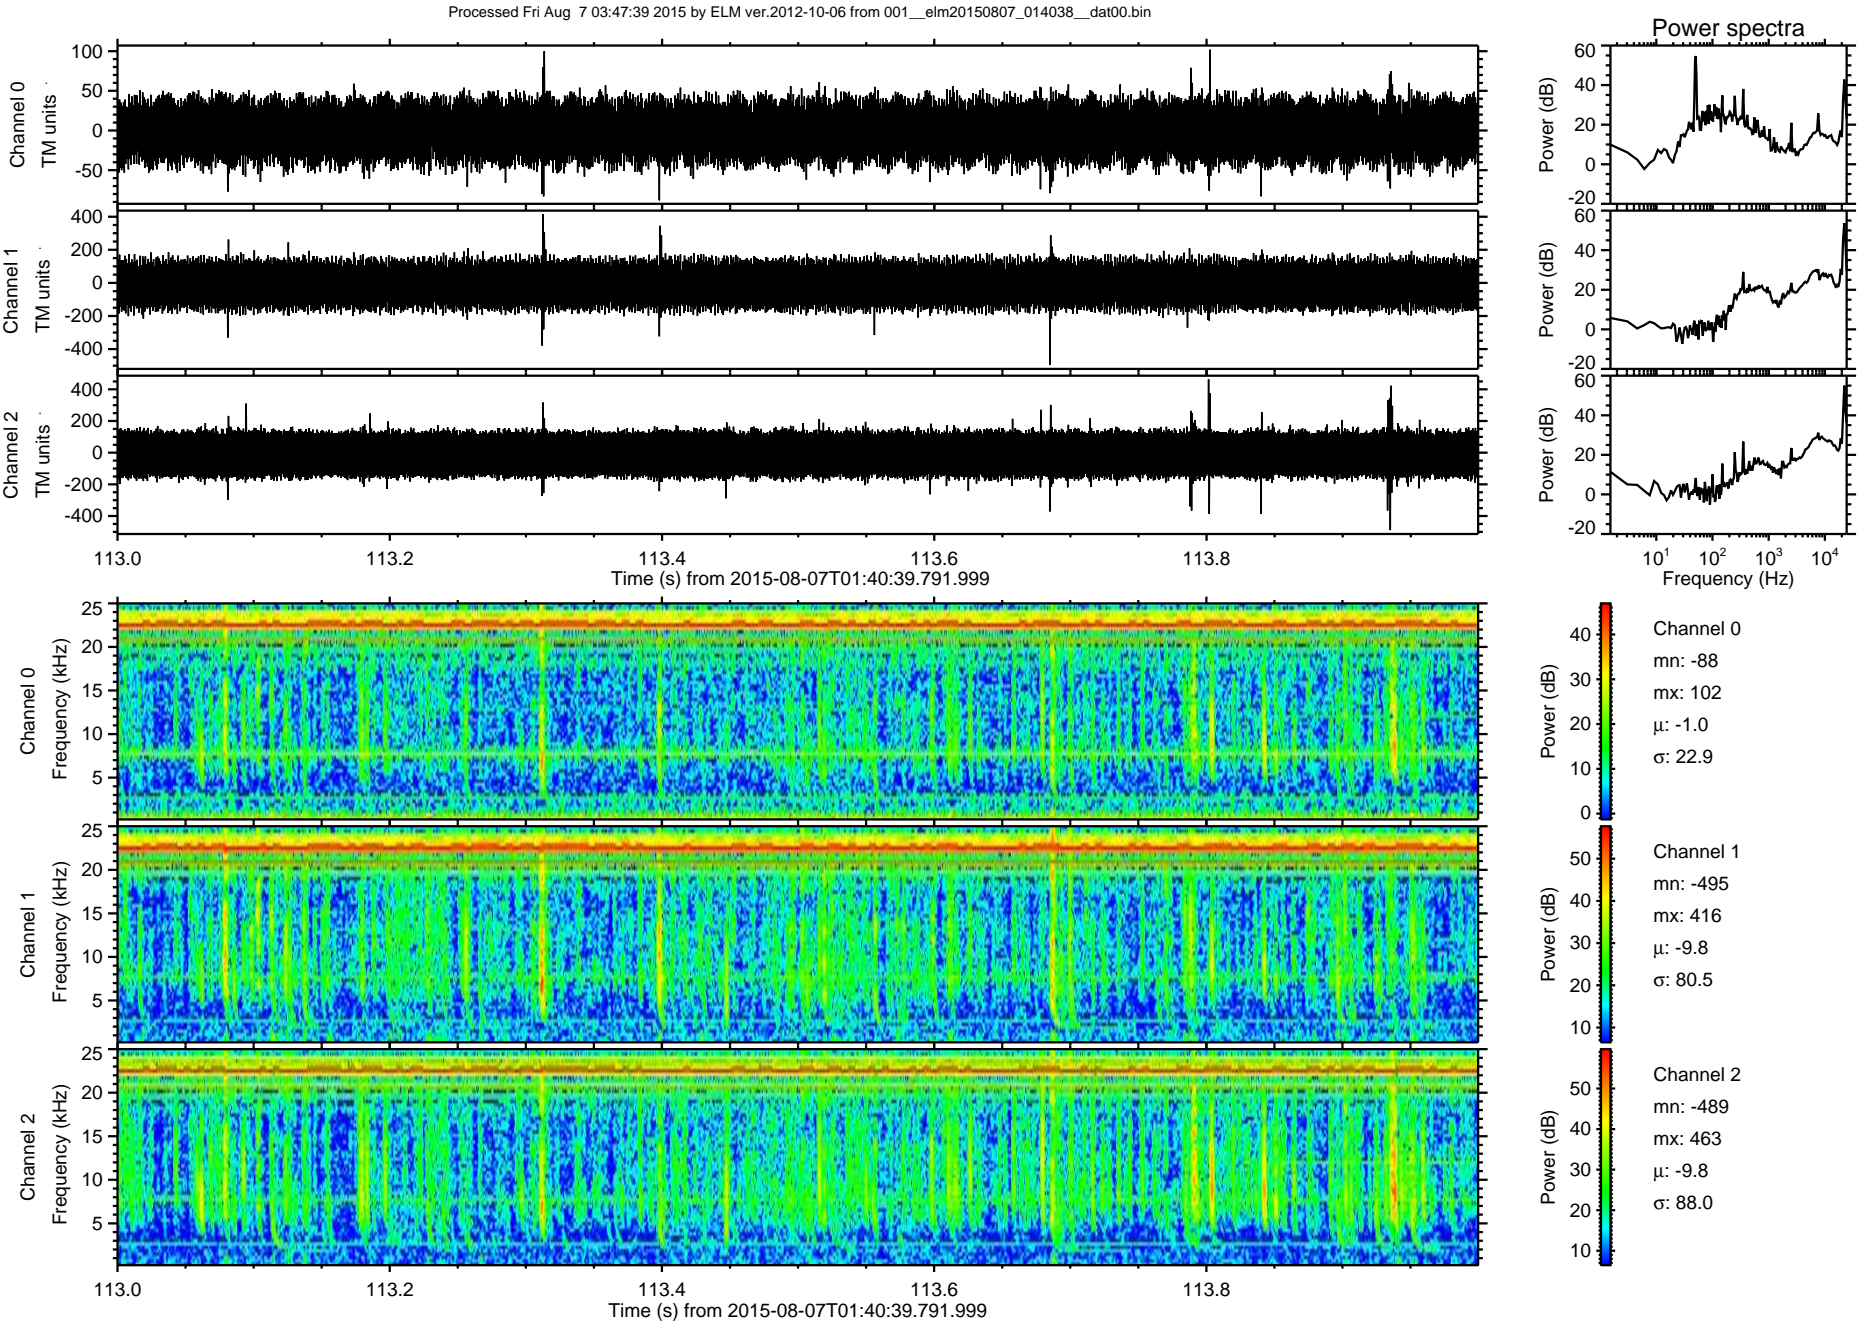 Processed Fri Aug 7 03:47:39 2015 by ELM ver.2012-10-06 from 001__elm20150807_014038__dat00.bin
Power spectra
Channel 0
TM units
100
50
0
-50
Power (dB)
60
40
20
0
-20
Channel 1
TM units
400
200
0
-200
-400
Power (dB)
60
40
20
0
-20
Channel 2
TM units
400
200
0
-200
-400
Power (dB)
60
40
20
0
-20
113.0 113.2 113.4 113.6 113.8
Time (s) from 2015-08-07T01:40:39.791.999
10¹ 10² 10³ 10⁴
Frequency (Hz)
Channel 0
Frequency (kHz)
25
20
15
10
5
Power (dB)
40
30
20
10
0
Channel 0
mn: -88
mx: 102
μ: -1.0
σ: 22.9
Channel 1
Frequency (kHz)
25
20
15
10
5
Power (dB)
50
40
30
20
10
Channel 1
mn: -495
mx: 416
μ: -9.8
σ: 80.5
Channel 2
Frequency (kHz)
25
20
15
10
5
Power (dB)
50
40
30
20
10
Channel 2
mn: -489
mx: 463
μ: -9.8
σ: 88.0
113.0 113.2 113.4 113.6 113.8
Time (s) from 2015-08-07T01:40:39.791.999